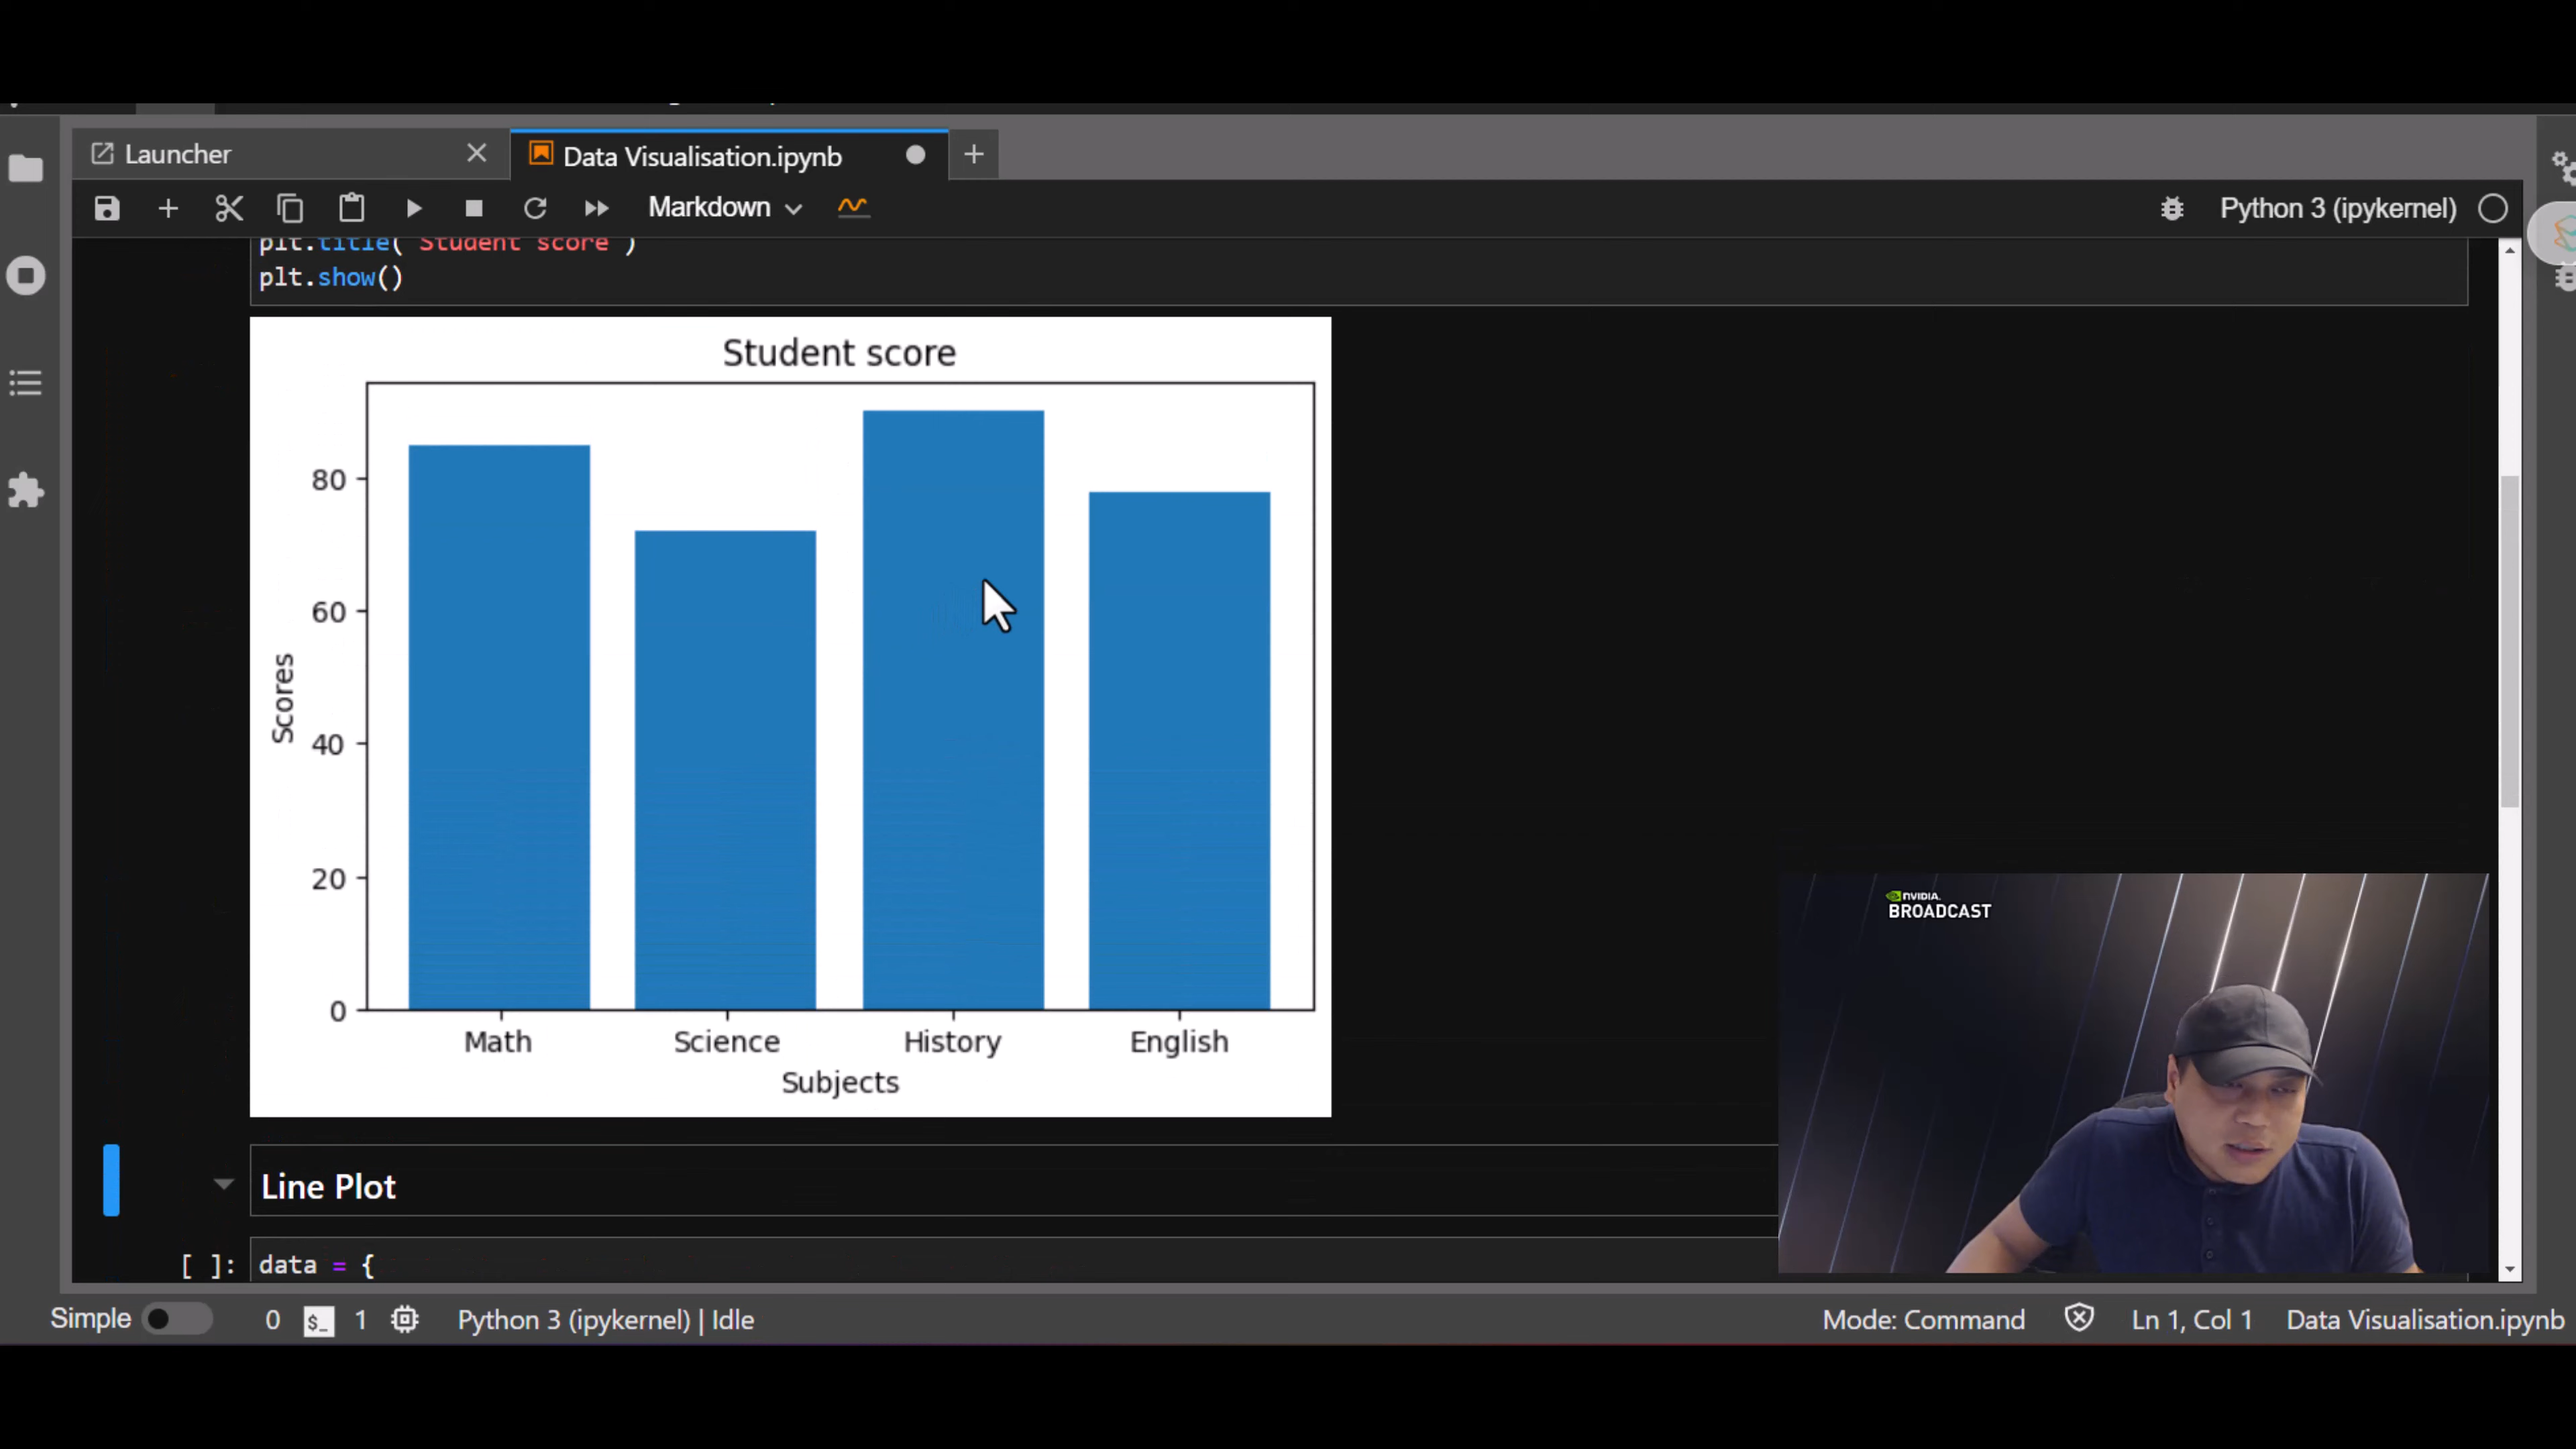 Launcher
Data Visualisation.ipynb
Markdown
Python 3 (ipykernel)
plt.title("Student score")
plt.show()
Student score
80
60
40
20
0
Scores
Math Science History English
Subjects
NVIDIA.
BROADCAST
Line Plot
[ ]: data = {
Simple 0 $_ 1 Python 3 (ipykernel) | Idle Mode: Command Ln 1, Col 1 Data Visualisation.ipynb